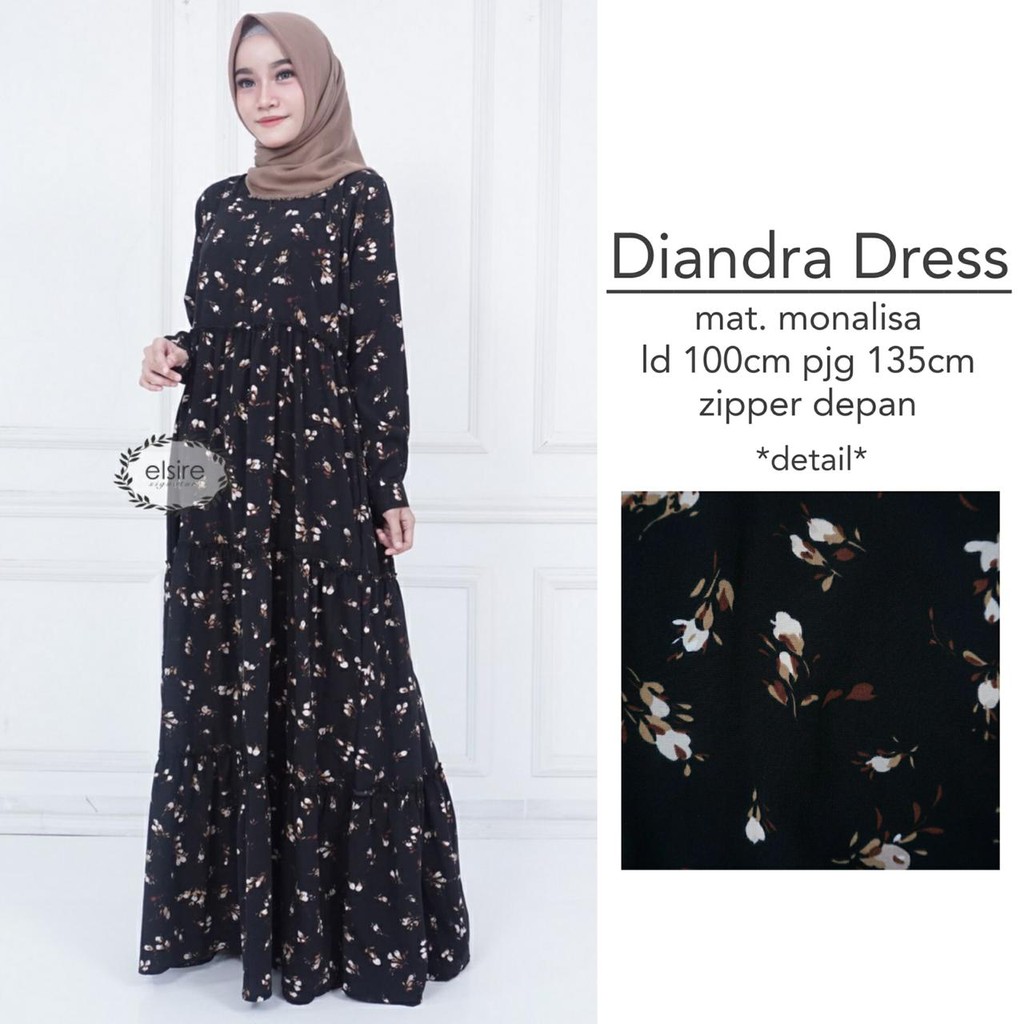 Diandra Dress
mat. monalisa
ld 100cm pjg 135cm
zipper depan
*detail*
elsire